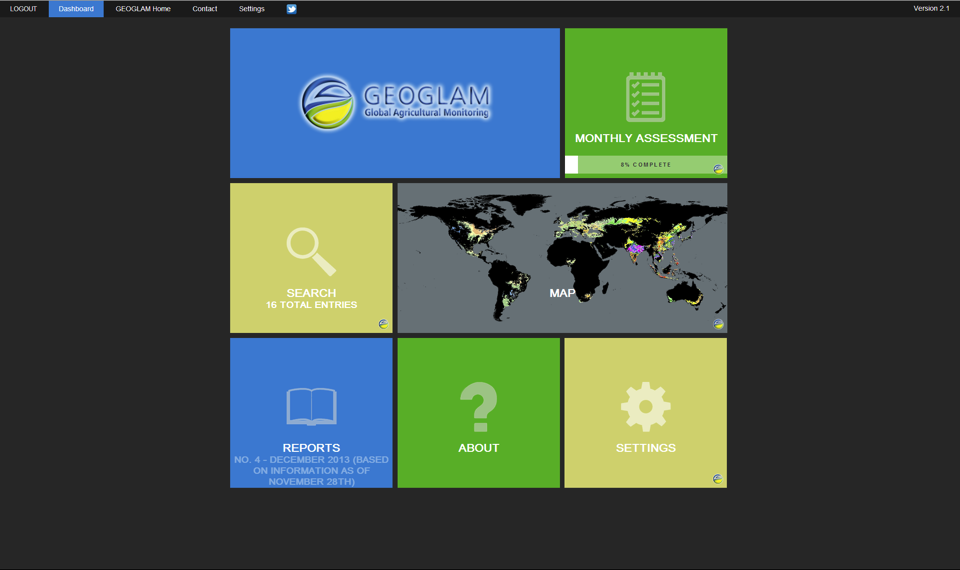 LOGOUT Dashboard GEOGLAM Home Contact Settings Version 2.1
GEOGLAM
Global Agricultural Monitoring
MONTHLY ASSESSMENT
8% COMPLETE
SEARCH
16 TOTAL ENTRIES
MAP
REPORTS
NO. 4 - DECEMBER 2013 (BASED
ON INFORMATION AS OF
NOVEMBER 28TH)
ABOUT
SETTINGS